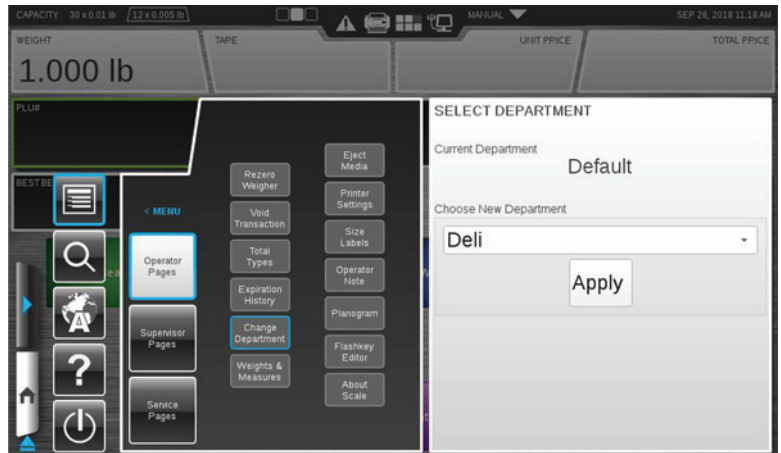 CAPACITY 30 x 0.01 lb 12 x 0.005 lb MANUAL SEP 26, 2018 11:18 AM
WEIGHT TARE UNIT PRICE TOTAL PRICE
1.000 lb
PLU#
BEST BE
< MENU
Operator
Pages
Supervisor
Pages
Service
Pages
Rezero
Weigher
Void
Transaction
Total
Types
Expiration
History
Change
Department
Weights &
Measures
Eject
Media
Printer
Settings
Size
Labels
Operator
Note
Planogram
Flashkey
Editor
About
Scale
SELECT DEPARTMENT
Current Department
Default
Choose New Department
Deli
Apply